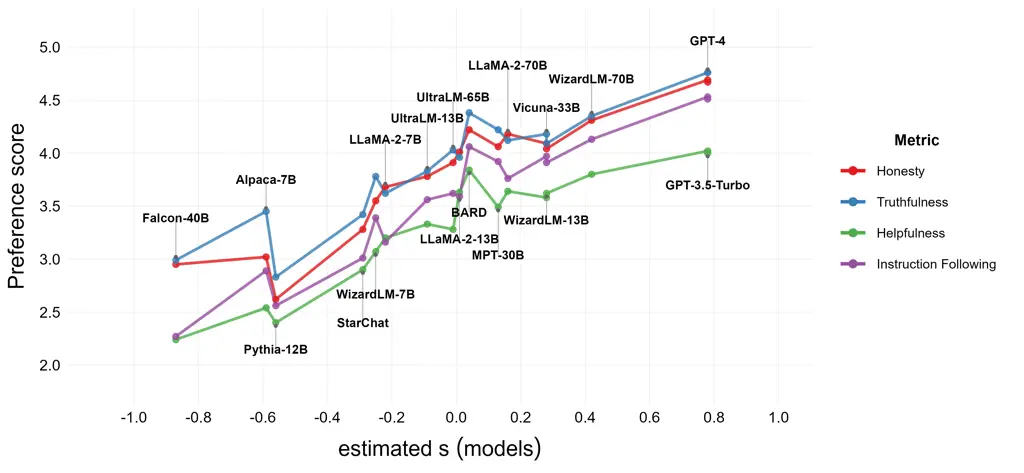 GPT-4
5.0
LLaMA-2-70B
WizardLM-70B
UltraLM-65B
4.5
Vicuna-33B
UltraLM-13B
LLaMA-2-7B
Metric
4.0
Honesty
Alpaca-7B
GPT-3.5-Turbo
Truthfulness
3.5
Falcon-40B
BARD
WizardLM-13B
Helpfulness
LLaMA-2-13B
MPT-30B
3.0
Instruction Following
WizardLM-7B
2.5
StarChat
Pythia-12B
2.0
Preference score
-1.0 -0.8 -0.6 -0.4 -0.2 0.0 0.2 0.4 0.6 0.8 1.0
estimated s (models)